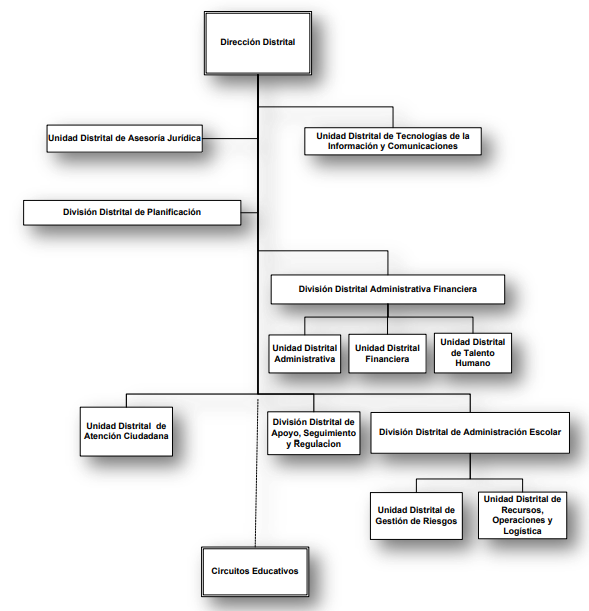 Dirección Distrital
Unidad Distrital de Asesoria Jurídica
Unidad Distrital de Tecnologías de la
Información y Comunicaciones
División Distrital de Planificación
División Distrital Administrativa Financiera
Unidad Distrital
Administrativa
Unidad Distrital
Financiera
Unidad Distrital
de Talento
Humano
Unidad Distrital de
Atención Ciudadana
División Distrital de
Apoyo, Seguimiento
y Regulacion
División Distrital de Administración Escolar
Unidad Distrital de
Gestión de Riesgos
Unidad Distrital de
Recursos,
Operaciones y
Logística
Circuitos Educativos